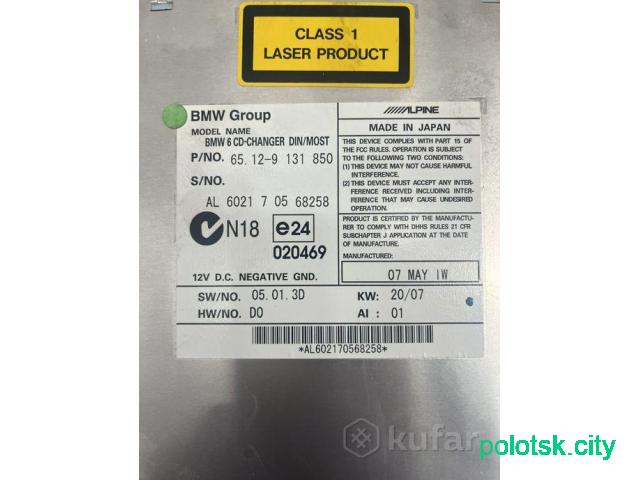 CLASS 1
LASER PRODUCT
BMW Group
MODEL NAME
BMW 6 CD-CHANGER DIN/MOST
P/NO. 65.12-9 131 850
S/NO.
AL 6021 7 05 68258
N18 e24
020469
12V D.C. NEGATIVE GND.
ALPINE
MADE IN JAPAN
THIS DEVICE COMPLIES WITH PART 15 OF
THE FCC RULES. OPERATION IS SUBJECT
TO THE FOLLOWING TWO CONDITIONS:
(1) THIS DEVICE MAY NOT CAUSE HARMFUL
INTERFERENCE, AND
(2) THIS DEVICE MUST ACCEPT ANY INTER-
FERENCE RECEIVED INCLUDING INTER-
FERENCE THAT MAY CAUSE UNDESIRED
OPERATION.
PRODUCT IS CERTIFIED BY THE MANUFACTU-
RER TO COMPLY WITH DHHS RULES 21 CFR
SUBCHAPTER J APPLICATION AT THE DATE
OF MANUFACTURE.
MANUFACTURED:
07 MAY IW
SW/NO. 05.01.3D
KW: 20/07
HW/NO. D0
AI : 01
*AL602170568258*
kufar
polotsk.city